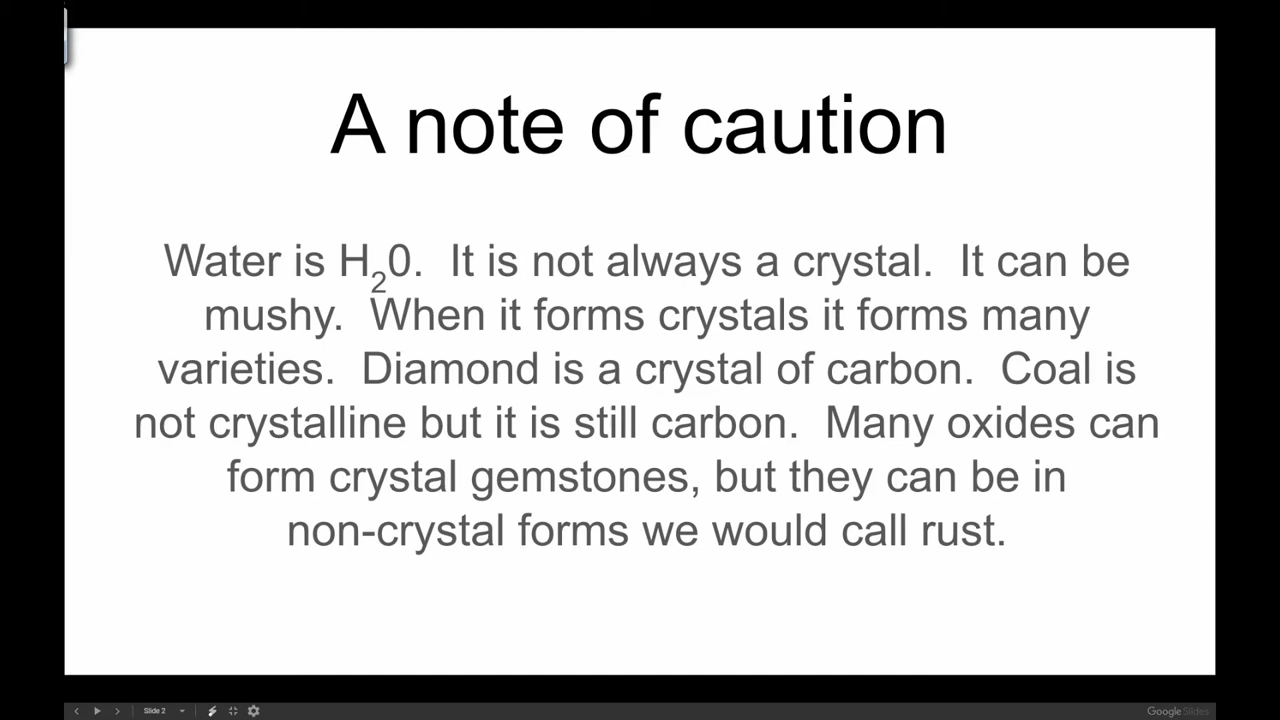 A note of caution
Water is H₂0.  It is not always a crystal.  It can be
mushy.  When it forms crystals it forms many
varieties.  Diamond is a crystal of carbon.  Coal is
not crystalline but it is still carbon.  Many oxides can
form crystal gemstones, but they can be in
non-crystal forms we would call rust.
Slide 2
Google Slides